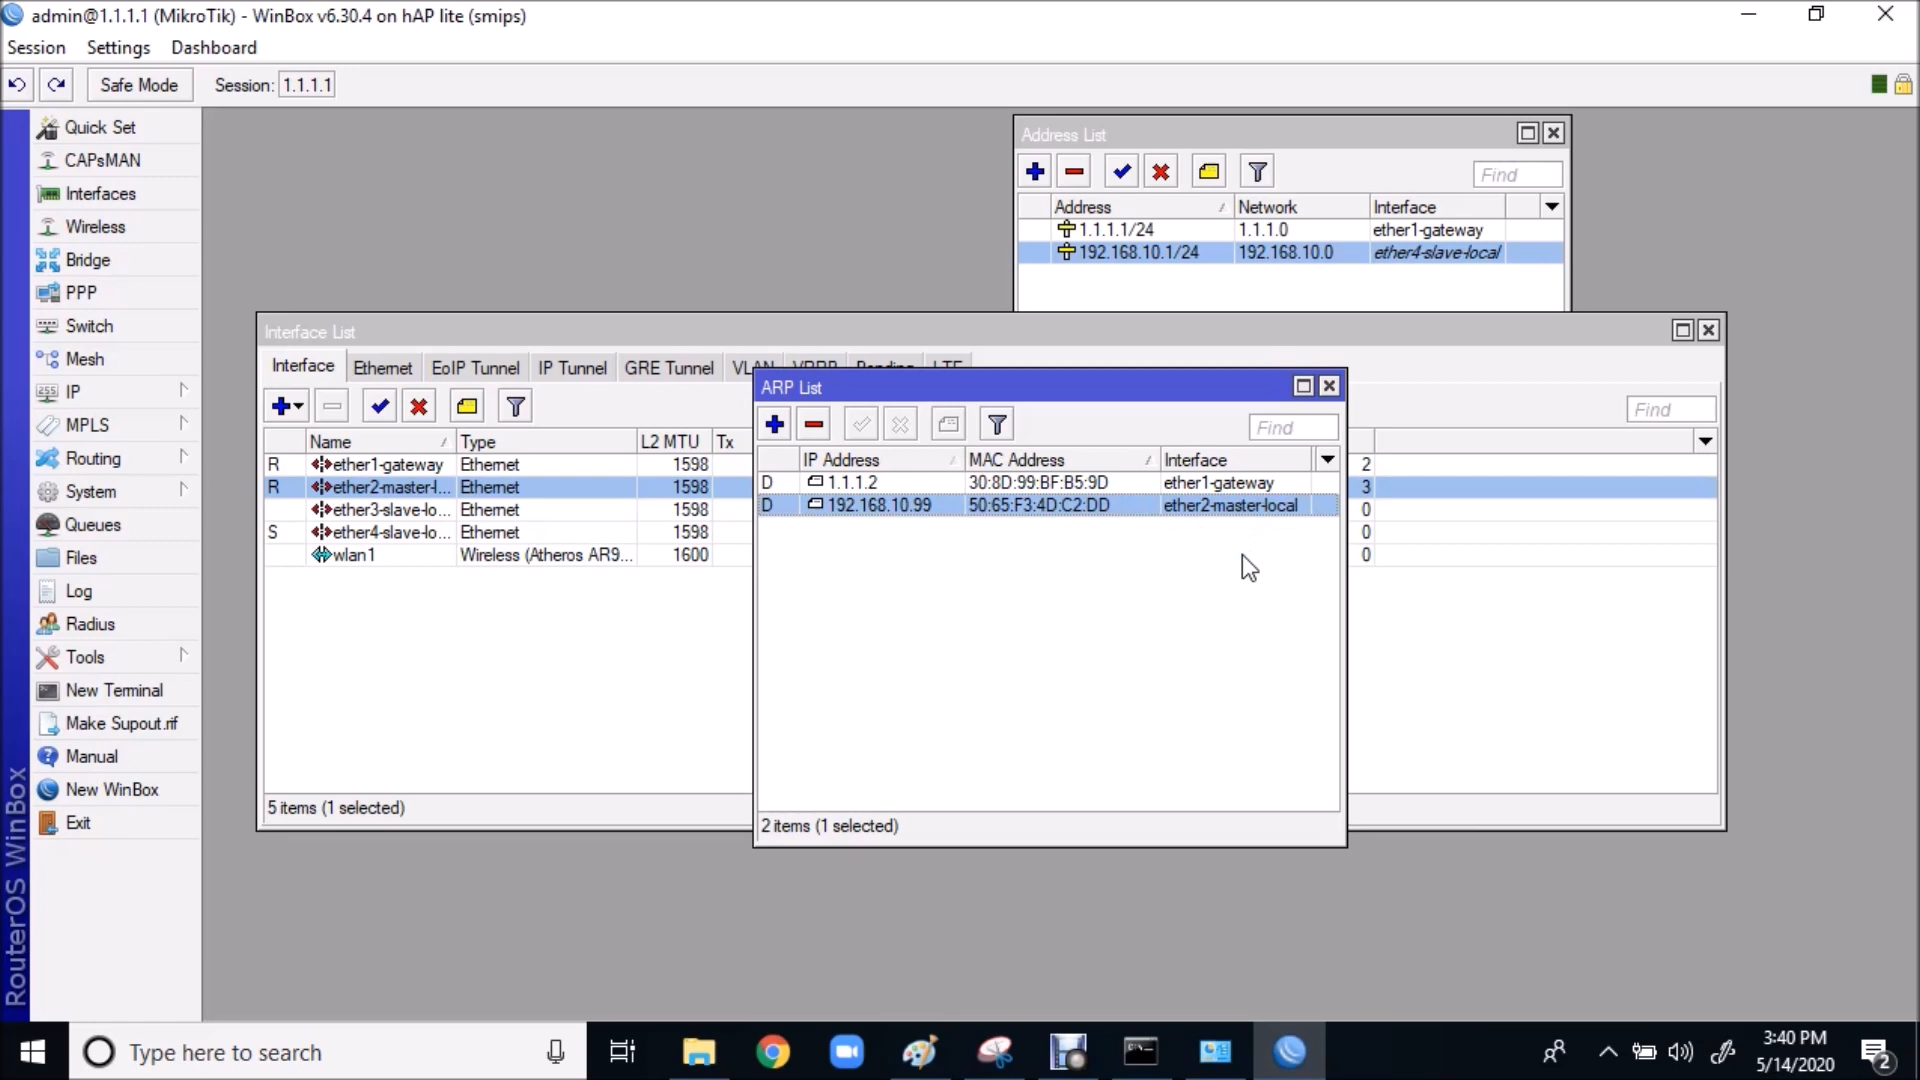 admin@1.1.1.1 (MikroTik) - WinBox v6.30.4 on hAP lite (smips)
Session Settings Dashboard
Safe Mode Session: 1.1.1.1
Quick Set
CAPsMAN
Interfaces
Wireless
Bridge
PPP
Switch
Mesh
IP
MPLS
Routing
System
Queues
Files
Log
Radius
Tools
New Terminal
Make Supout.rif
Manual
New WinBox
Exit
RouterOS WinBox
Address List
Find
Address Network Interface
1.1.1.1/24 1.1.1.0 ether1-gateway
192.168.10.1/24 192.168.10.0 ether4-slave-local
Interface List
Interface Ethernet EoIP Tunnel IP Tunnel GRE Tunnel VLAN VRRP Bonding LTE
Find
Name Type L2 MTU Tx
R ether1-gateway Ethernet 1598 2
R ether2-master-l... Ethernet 1598 3
ether3-slave-lo... Ethernet 1598 0
S ether4-slave-lo... Ethernet 1598 0
wlan1 Wireless (Atheros AR9... 1600 0
5 items (1 selected)
ARP List
Find
IP Address MAC Address Interface
D 1.1.1.2 30:8D:99:BF:B5:9D ether1-gateway
D 192.168.10.99 50:65:F3:4D:C2:DD ether2-master-local
2 items (1 selected)
Type here to search
3:40 PM
5/14/2020
2